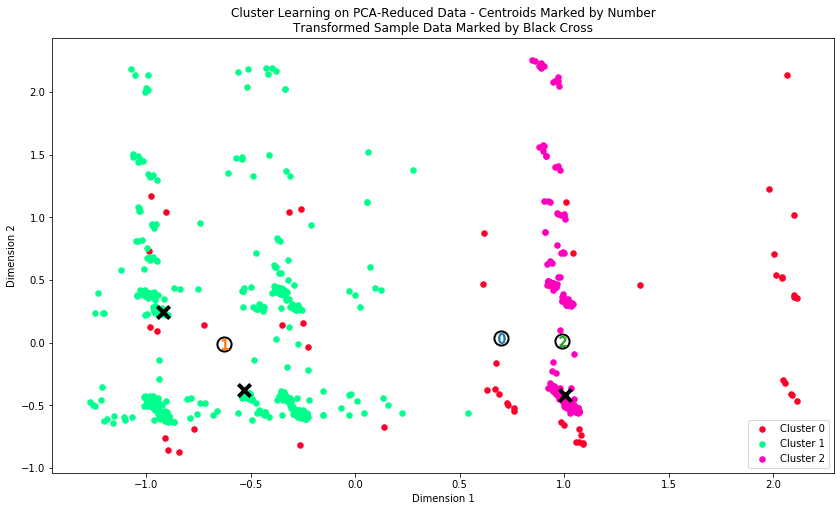 Cluster Learning on PCA-Reduced Data - Centroids Marked by Number
Transformed Sample Data Marked by Black Cross
Dimension 2
2.0
1.5
1.0
0.5
0.0
−0.5
−1.0
1
0
2
Cluster 0
Cluster 1
Cluster 2
−1.0 −0.5 0.0 0.5 1.0 1.5 2.0
Dimension 1